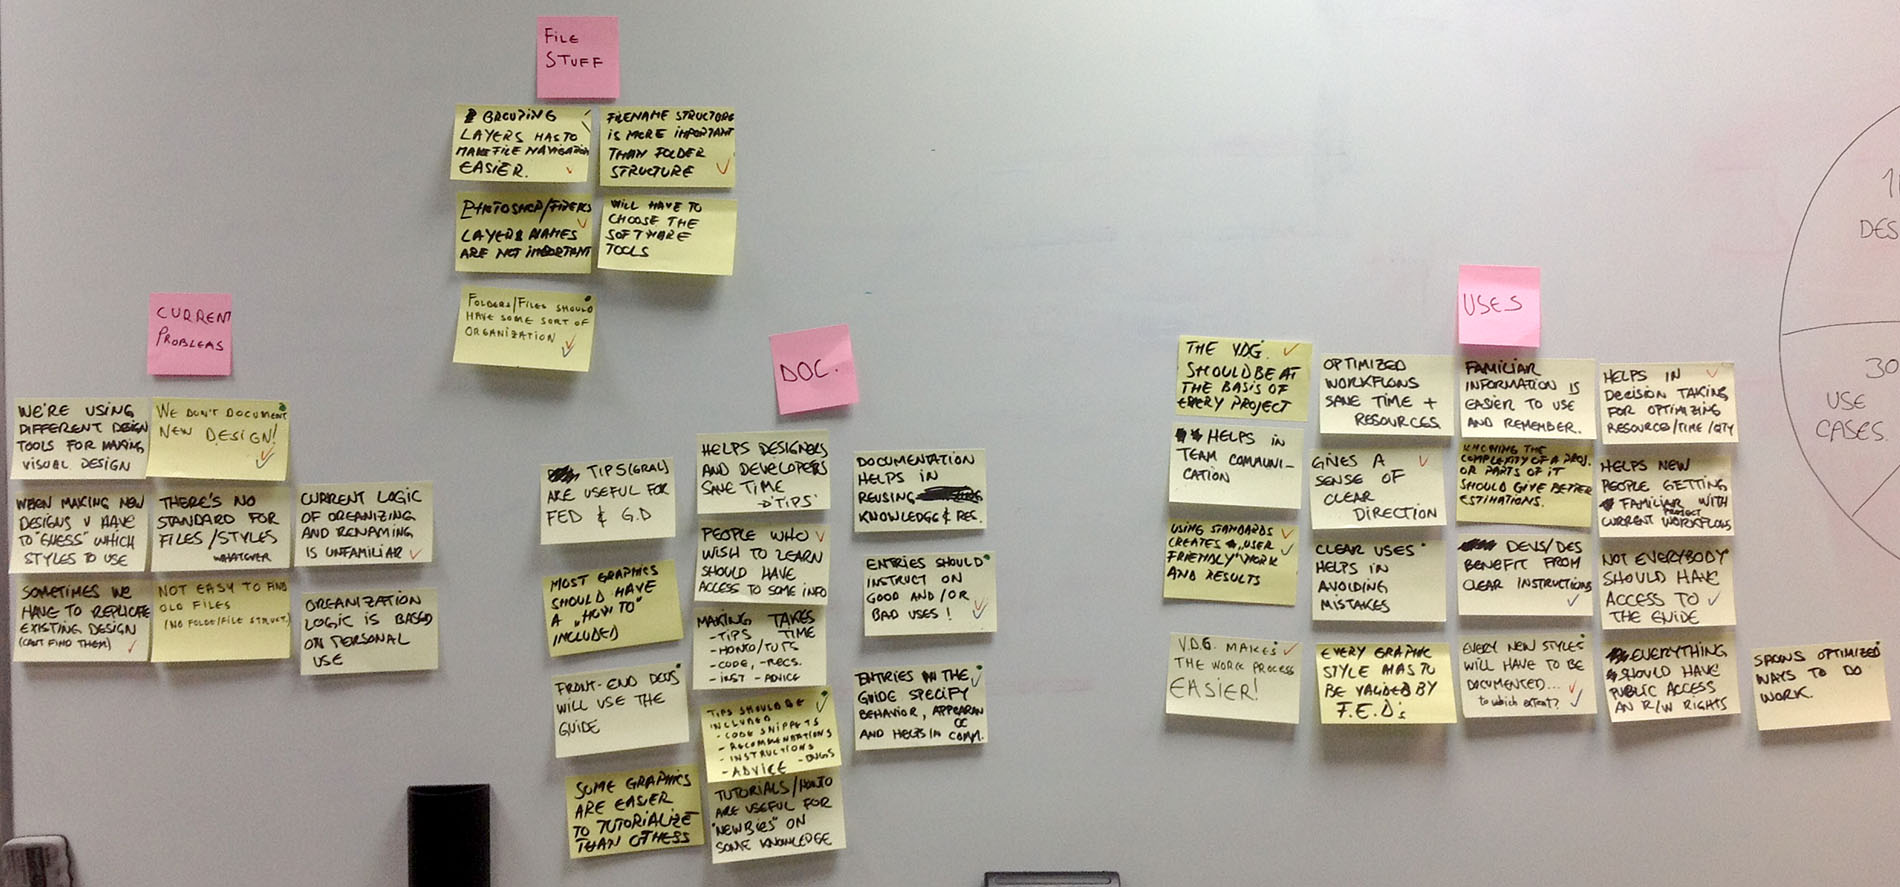 FILE
STUFF
GROUPING
LAYERS HAS TO
MAKE FILE NAVIGATION
EASIER.
FILENAME STRUCTURE
IS MORE IMPORTANT
THAN FOLDER
STRUCTURE
PHOTOSHOP/FIREWORKS
LAYERS NAMES
ARE NOT IMPORTANT
WILL HAVE TO
CHOOSE THE
SOFTWARE
TOOLS
FOLDERS/FILES SHOULD
HAVE SOME SORT OF
ORGANIZATION
CURRENT
PROBLEMS
WE'RE USING
DIFFERENT DESIGN
TOOLS FOR MAKING
VISUAL DESIGN
WE DON'T DOCUMENT
NEW DESIGN!
WHEN MAKING NEW
DESIGNS V HAVE
TO "GUESS" WHICH
STYLES TO USE
THERE'S NO
STANDARD FOR
FILES/STYLES
WHATEVER
CURRENT LOGIC
OF ORGANIZING
AND RENAMING
IS UNFAMILIAR
SOMETIMES WE
HAVE TO REPLICATE
EXISTING DESIGN
(CAN'T FIND THEM)
NOT EASY TO FIND
OLD FILES
(NO FOLDE/FILE STRUCT.)
ORGANIZATION
LOGIC IS BASED
ON PERSONAL
USE
DOC.
TIPS (GRAL)
ARE USEFUL FOR
FED & G.D
MOST GRAPHICS
SHOULD HAVE
A "HOW TO"
INCLUDED
FRONT-END DEVS
WILL USE THE
GUIDE
SOME GRAPHICS
ARE EASIER
TO TUTORIALIZE
THAN OTHERS
HELPS DESIGNERS
AND DEVELOPERS
SAVE TIME
'TIPS'
PEOPLE WHO
WISH TO LEARN
SHOULD HAVE
ACCESS TO SOME INFO
MAKING TAKES
- TIPS TIME
- HOWTO/TUTS
- CODE, - RECS.
- INST - ADVICE
TIPS SHOULD BE
INCLUDED
- CODE SNIPPETS
- RECOMMENDATIONS
- INSTRUCTIONS
- ADVICE - DWGS
TUTORIALS/HOWTO
ARE USEFUL FOR
"NEWBIES" ON
SOME KNOWLEDGE
DOCUMENTATION
HELPS IN
REUSING
KNOWLEDGE & RES.
ENTRIES SHOULD
INSTRUCT ON
GOOD AND/OR
BAD USES!
ENTRIES IN THE
GUIDE SPECIFY
BEHAVIOR, APPEARAN
CE
AND HELPS IN COMM.
USES
THE V.D.G.
SHOULD BE AT
THE BASIS OF
EVERY PROJECT
HELPS IN
TEAM COMMUNI-
CATION
USING STANDARDS
CREATES "USER
FRIENDLY" WORK
AND RESULTS
V.D.G. MAKES
THE WORK PROCESS
EASIER!
OPTIMIZED
WORKFLOWS
SAVE TIME +
RESOURCES
GIVES A
SENSE OF
CLEAR
DIRECTION
CLEAR USES
HELPS IN
AVOIDING
MISTAKES
EVERY GRAPHIC
STYLE HAS TO
BE VALIDED BY
F.E.D's
FAMILIAR
INFORMATION IS
EASIER TO USE
AND REMEMBER.
KNOWING THE
COMPLEXITY OF A PROJ.
OR PARTS OF IT
SHOULD GIVE BETTER
ESTIMATIONS.
DEVS/DES
BENEFIT FROM
CLEAR INSTRUCTIONS
EVERY NEW STYLES
WILL HAVE TO BE
DOCUMENTED...
to which extent?
HELPS IN
DECISION TAKING
FOR OPTIMIZING
RESOURCE/TIME/QTY
HELPS NEW
PEOPLE GETTING
FAMILIAR WITH
PROJECT
CURRENT WORKFLOWS
NOT EVERYBODY
SHOULD HAVE
ACCESS TO
THE GUIDE
EVERYTHING
SHOULD HAVE
PUBLIC ACCESS
AN R/W RIGHTS
SHOWS OPTIMIZED
WAYS TO DO
WORK.
DES
30
USE
CASES.